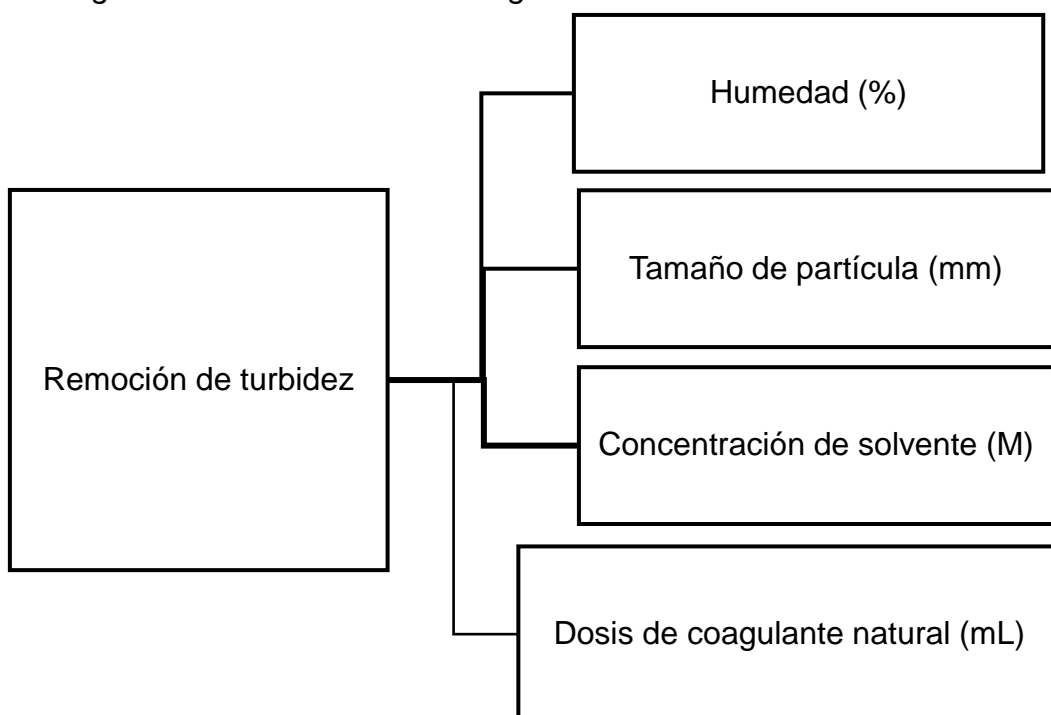 Humedad (%)
Tamaño de partícula (mm)
Remoción de turbidez
Concentración de solvente (M)
Dosis de coagulante natural (mL)